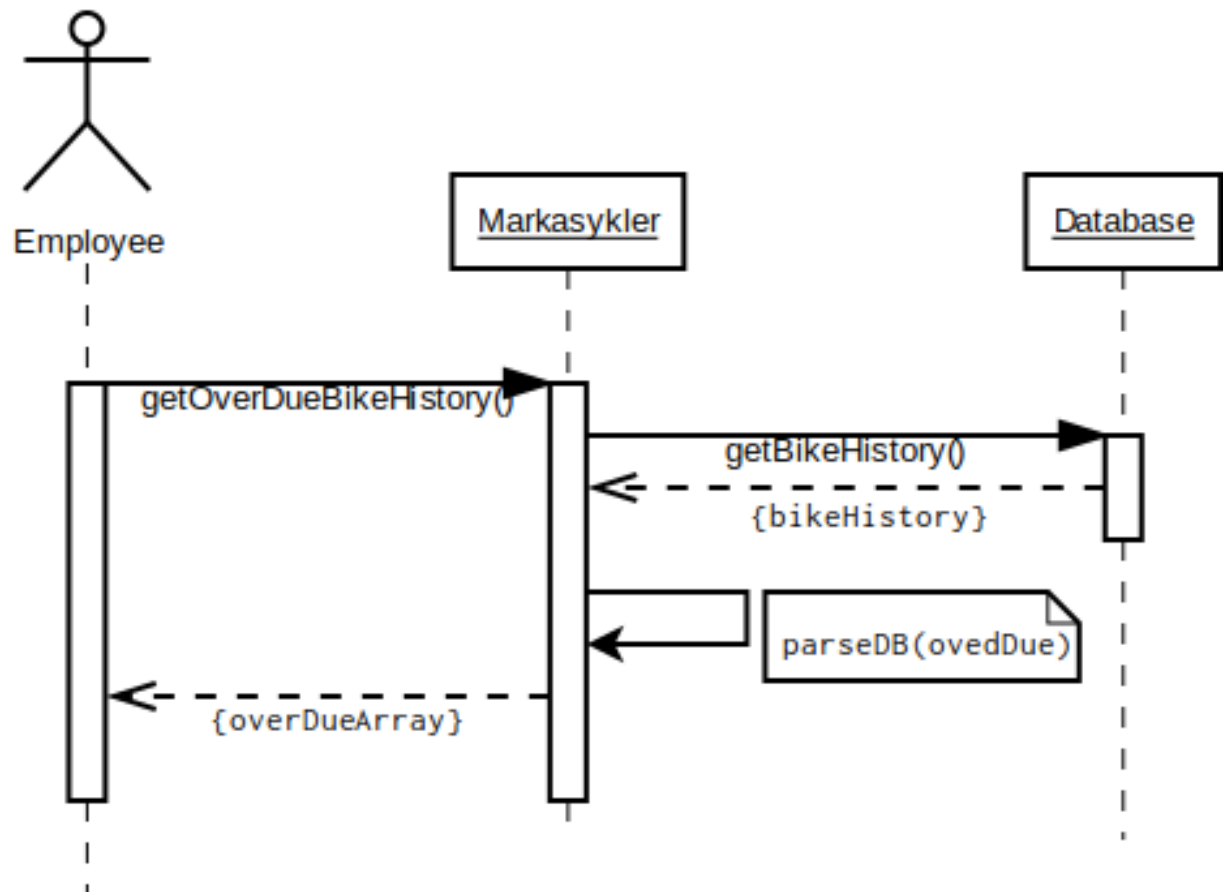 Employee
Markasykler
Database
getOverDueBikeHistory()
getBikeHistory()
{bikeHistory}
parseDB(ovedDue)
{overDueArray}